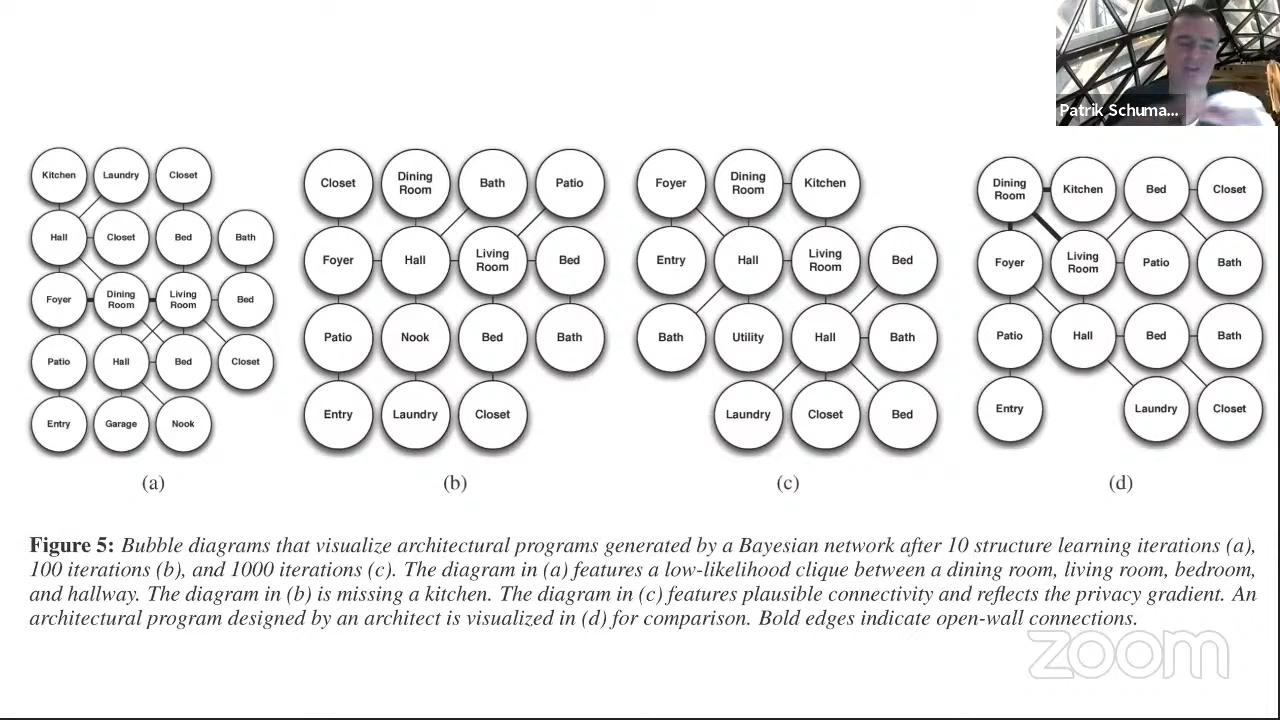 Patrik Schuma...
Kitchen Laundry Closet
Hall Closet Bed Bath
Foyer Dining Room Living Room Bed
Patio Hall Bed Closet
Entry Garage Nook
(a)
Closet Dining Room Bath Patio
Foyer Hall Living Room Bed
Patio Nook Bed Bath
Entry Laundry Closet
(b)
Foyer Dining Room Kitchen
Entry Hall Living Room Bed
Bath Utility Hall Bath
Laundry Closet Bed
(c)
Dining Room Kitchen Bed Closet
Foyer Living Room Patio Bath
Patio Hall Bed Bath
Entry Laundry Closet
(d)
Figure 5: Bubble diagrams that visualize architectural programs generated by a Bayesian network after 10 structure learning iterations (a),
100 iterations (b), and 1000 iterations (c). The diagram in (a) features a low-likelihood clique between a dining room, living room, bedroom,
and hallway. The diagram in (b) is missing a kitchen. The diagram in (c) features plausible connectivity and reflects the privacy gradient. An
architectural program designed by an architect is visualized in (d) for comparison. Bold edges indicate open-wall connections.
zoom